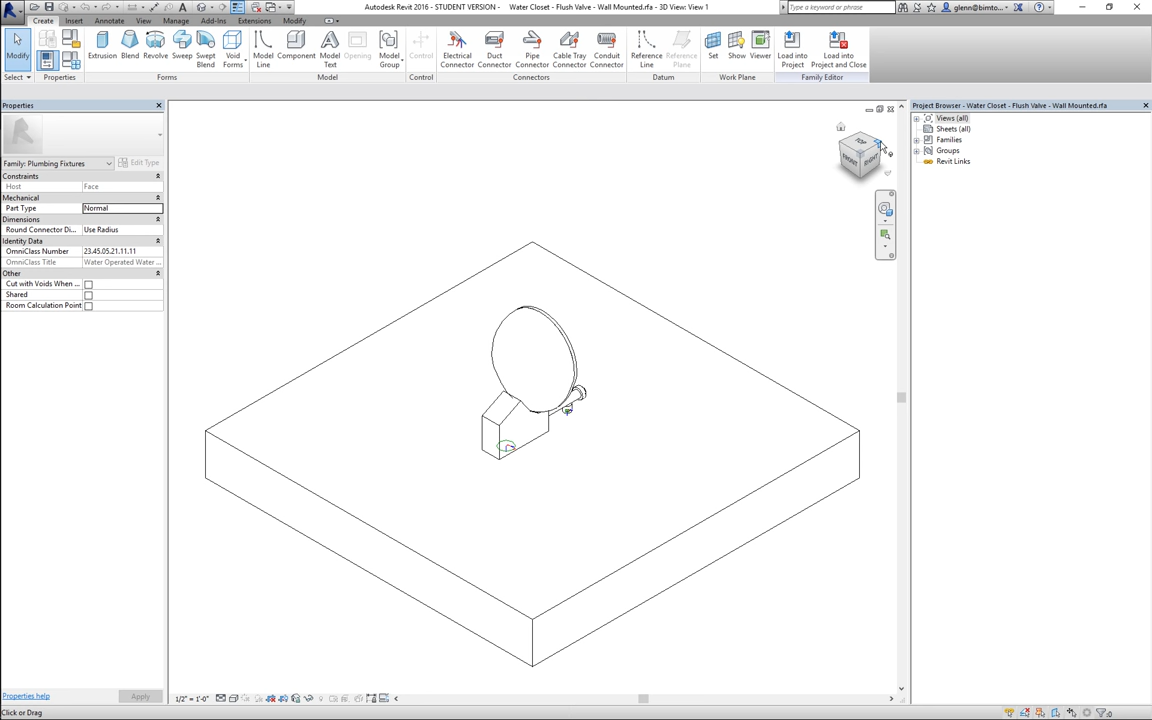 Autodesk Revit 2016 - STUDENT VERSION - Water Closet - Flush Valve - Wall Mounted.rfa - 3D View: View 1
Type a keyword or phrase
glenn@bimto...
Create Insert Annotate View Manage Add-Ins Extensions Modify
Modify Extrusion Blend Revolve Sweep Swept Blend Void Forms Model Line Component Model Text Opening Model Group Control Electrical Connector Duct Connector Pipe Connector Cable Tray Connector Conduit Connector Reference Line Reference Plane Set Show Viewer Load into Project Load into Project and Close
Select Properties Forms Model Control Connectors Datum Work Plane Family Editor
Properties
Family: Plumbing Fixtures Edit Type
Constraints
Host Face
Mechanical
Part Type Normal
Dimensions
Round Connector Di... Use Radius
Identity Data
OmniClass Number 23.45.05.21.11.11
OmniClass Title Water Operated Water ...
Other
Cut with Voids When ...
Shared
Room Calculation Point
Properties help Apply
Click or Drag
TOP
FRONT RIGHT
1/2" = 1'-0"
Project Browser - Water Closet - Flush Valve - Wall Mounted.rfa
Views (all)
Sheets (all)
Families
Groups
Revit Links
:0